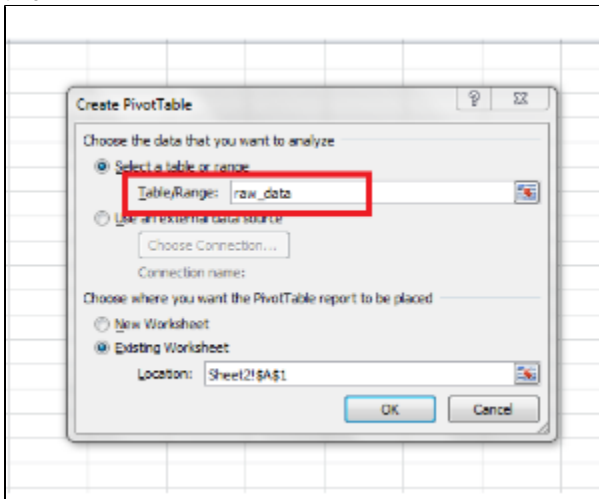 Create PivotTable
Choose the data that you want to analyze
Select a table or range
Table/Range: raw_data
Use an external data source
Choose Connection...
Connection name:
Choose where you want the PivotTable report to be placed
New Worksheet
Existing Worksheet
Location: Sheet2!$A$1
OK Cancel